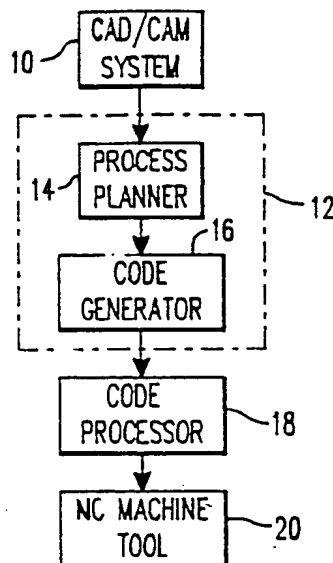 CAD/CAM
SYSTEM
10
PROCESS
PLANNER
14
12
16
CODE
GENERATOR
CODE
PROCESSOR
18
NC MACHINE
TOOL
20